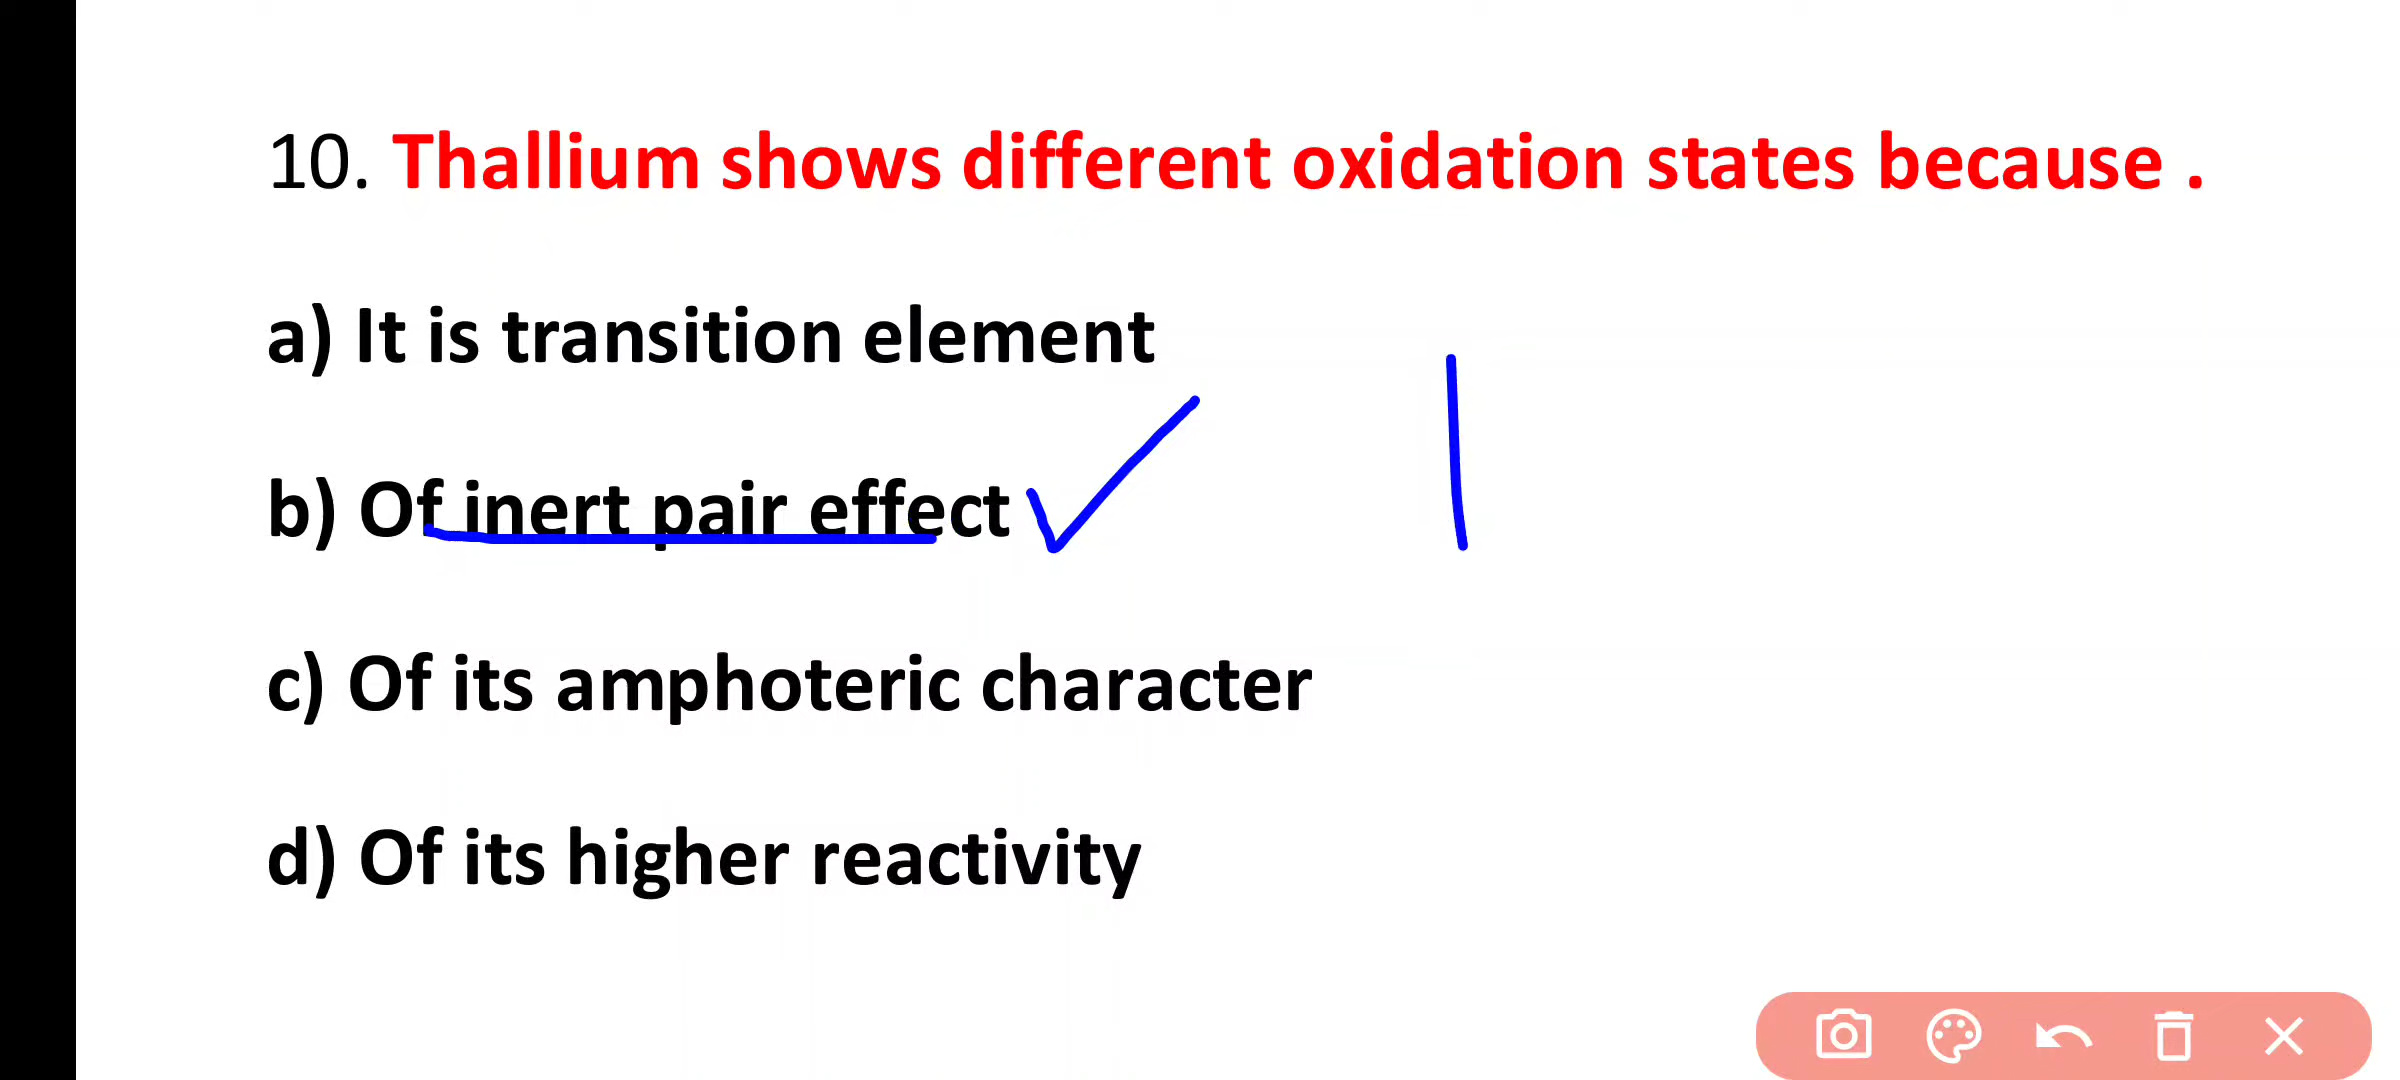 10. Thallium shows different oxidation states because .
a) It is transition element
b) Of inert pair effect
c) Of its amphoteric character
d) Of its higher reactivity